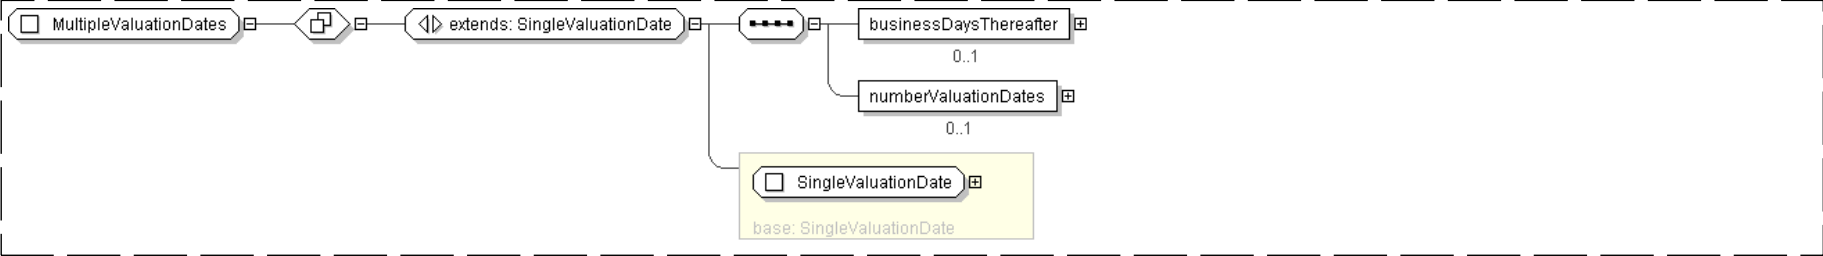 MultipleValuationDates
extends: SingleValuationDate
businessDaysThereafter
0..1
numberValuationDates
0..1
SingleValuationDate
base: SingleValuationDate